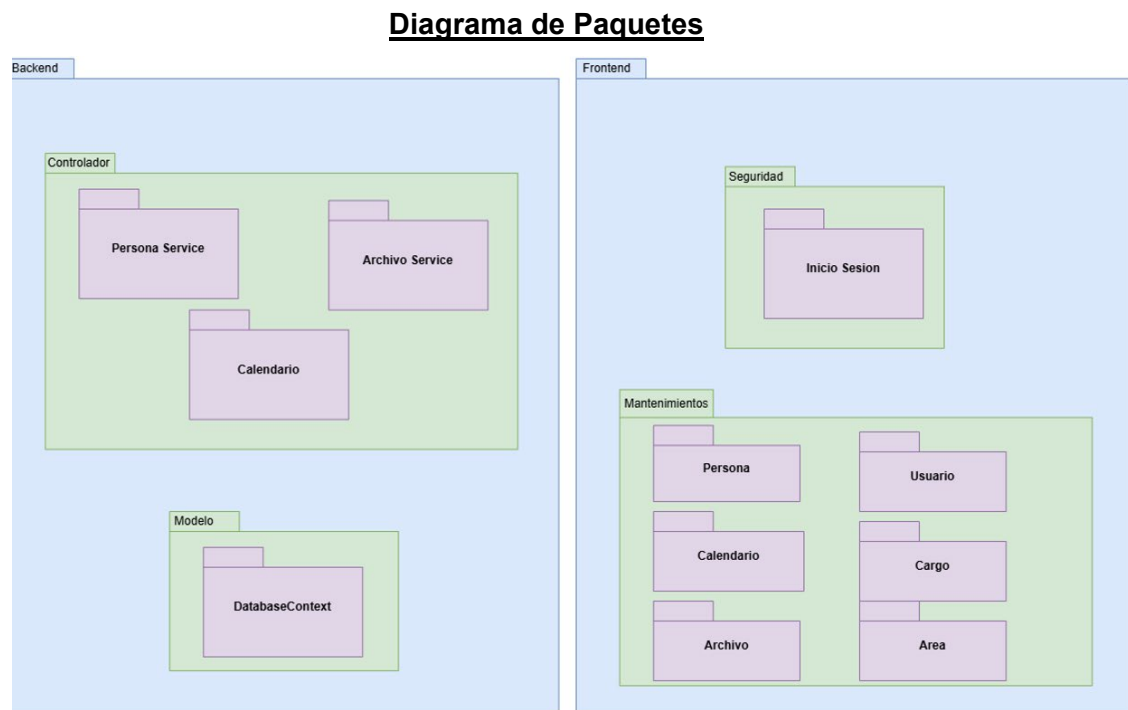 Diagrama de Paquetes
Backend
Controlador
Persona Service
Archivo Service
Calendario
Modelo
DatabaseContext
Frontend
Seguridad
Inicio Sesion
Mantenimientos
Persona
Usuario
Calendario
Cargo
Archivo
Area